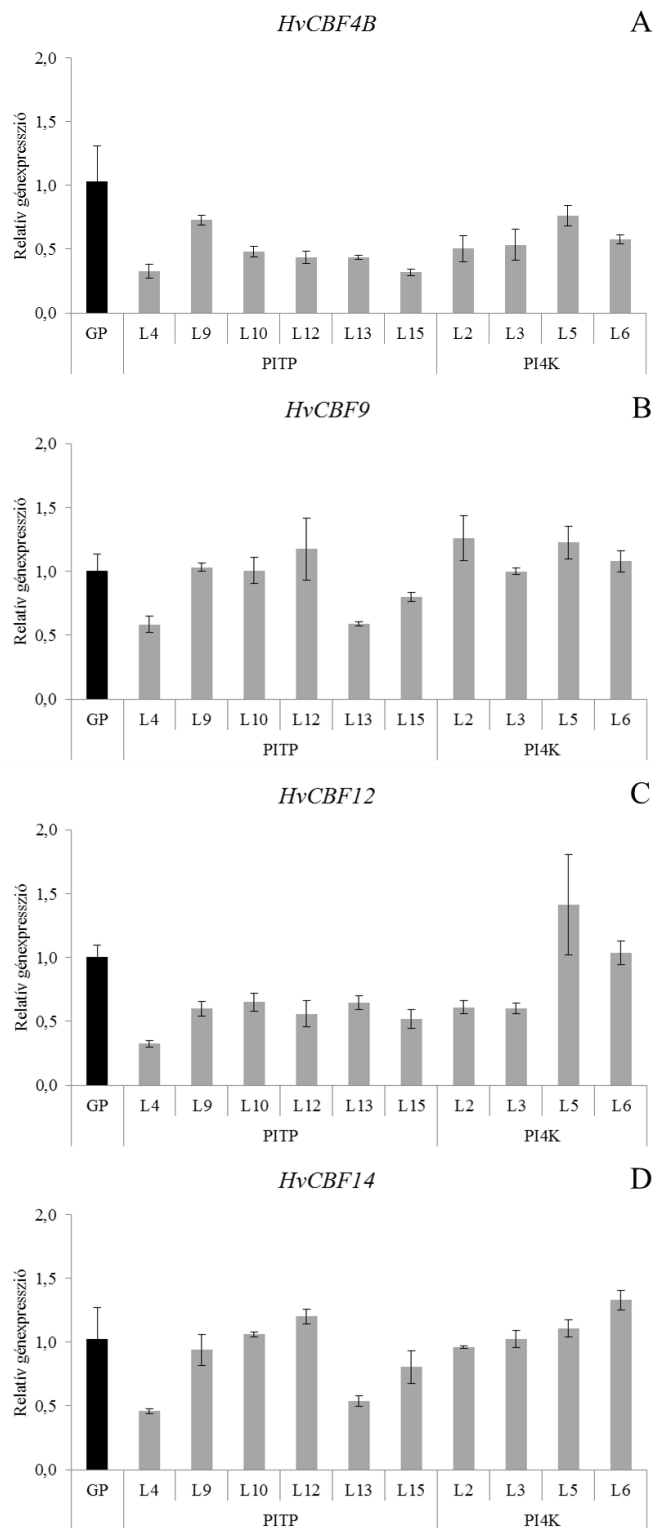 HvCBF4B A
Relatív génexpresszió
2,0
1,5
1,0
0,5
0,0
GP L4 L9 L10 L12 L13 L15 L2 L3 L5 L6
PITP PI4K
HvCBF9 B
Relatív génexpresszió
2,0
1,5
1,0
0,5
0,0
GP L4 L9 L10 L12 L13 L15 L2 L3 L5 L6
PITP PI4K
HvCBF12 C
Relatív génexpresszió
2,0
1,5
1,0
0,5
0,0
GP L4 L9 L10 L12 L13 L15 L2 L3 L5 L6
PITP PI4K
HvCBF14 D
Relatív génexpresszió
2,0
1,5
1,0
0,5
0,0
GP L4 L9 L10 L12 L13 L15 L2 L3 L5 L6
PITP PI4K